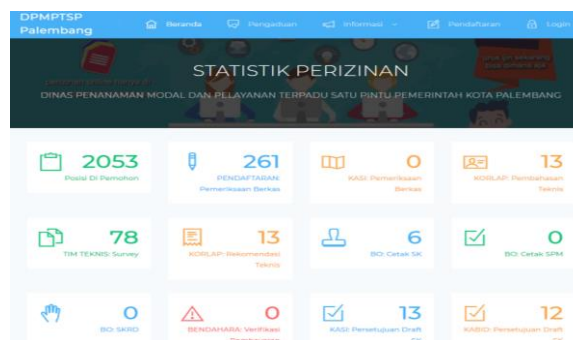 DPMPTSP
Palembang
Beranda
Pengaduan
Informasi
Pendaftaran
Login
STATISTIK PERIZINAN
DINAS PENANAMAN MODAL DAN PELAYANAN TERPADU SATU PINTU PEMERINTAH KOTA PALEMBANG
2053
Posisi Di Pemohon
261
PENDAFTARAN:
Pemeriksaan Berkas
0
KASI: Pemeriksaan
Berkas
13
KORLAP: Pembahasan
Teknis
78
TIM TEKNIS: Survey
13
KORLAP: Rekomendasi
Teknis
6
BO: Cetak SK
0
BO: Cetak SPM
0
BO: SKRD
0
BENDAHARA: Verifikasi
13
KASI: Persetujuan Draft
12
KABID: Persetujuan Draft